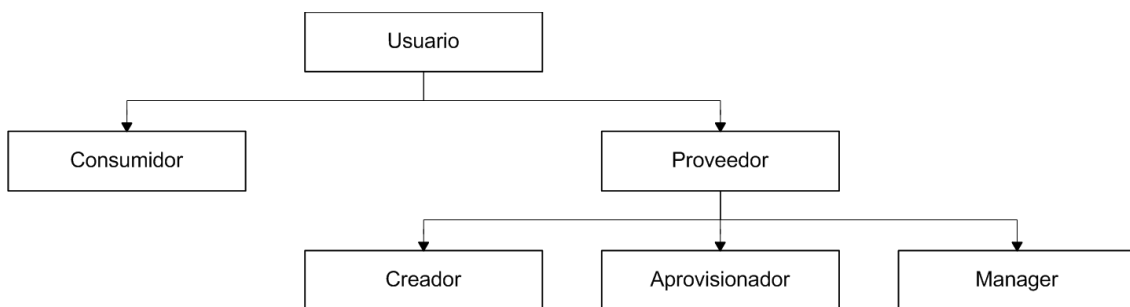 Usuario
Consumidor
Proveedor
Creador
Aprovisionador
Manager